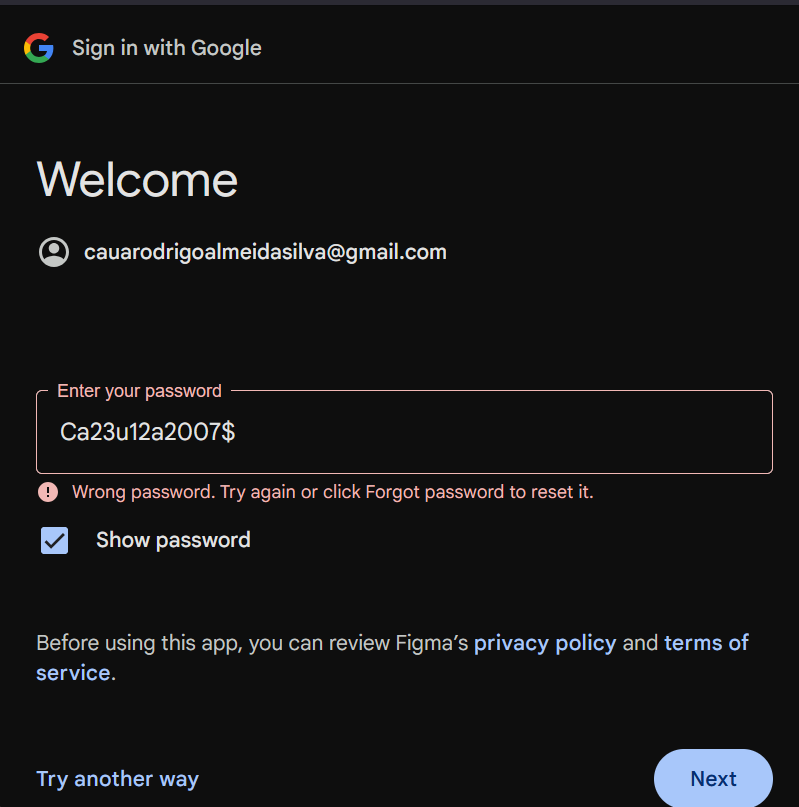 Sign in with Google
Welcome
cauarodrigoalmeidasilva@gmail.com
Enter your password
Ca23u12a2007$
Wrong password. Try again or click Forgot password to reset it.
Show password
Before using this app, you can review Figma’s privacy policy and terms of
service.
Try another way
Next